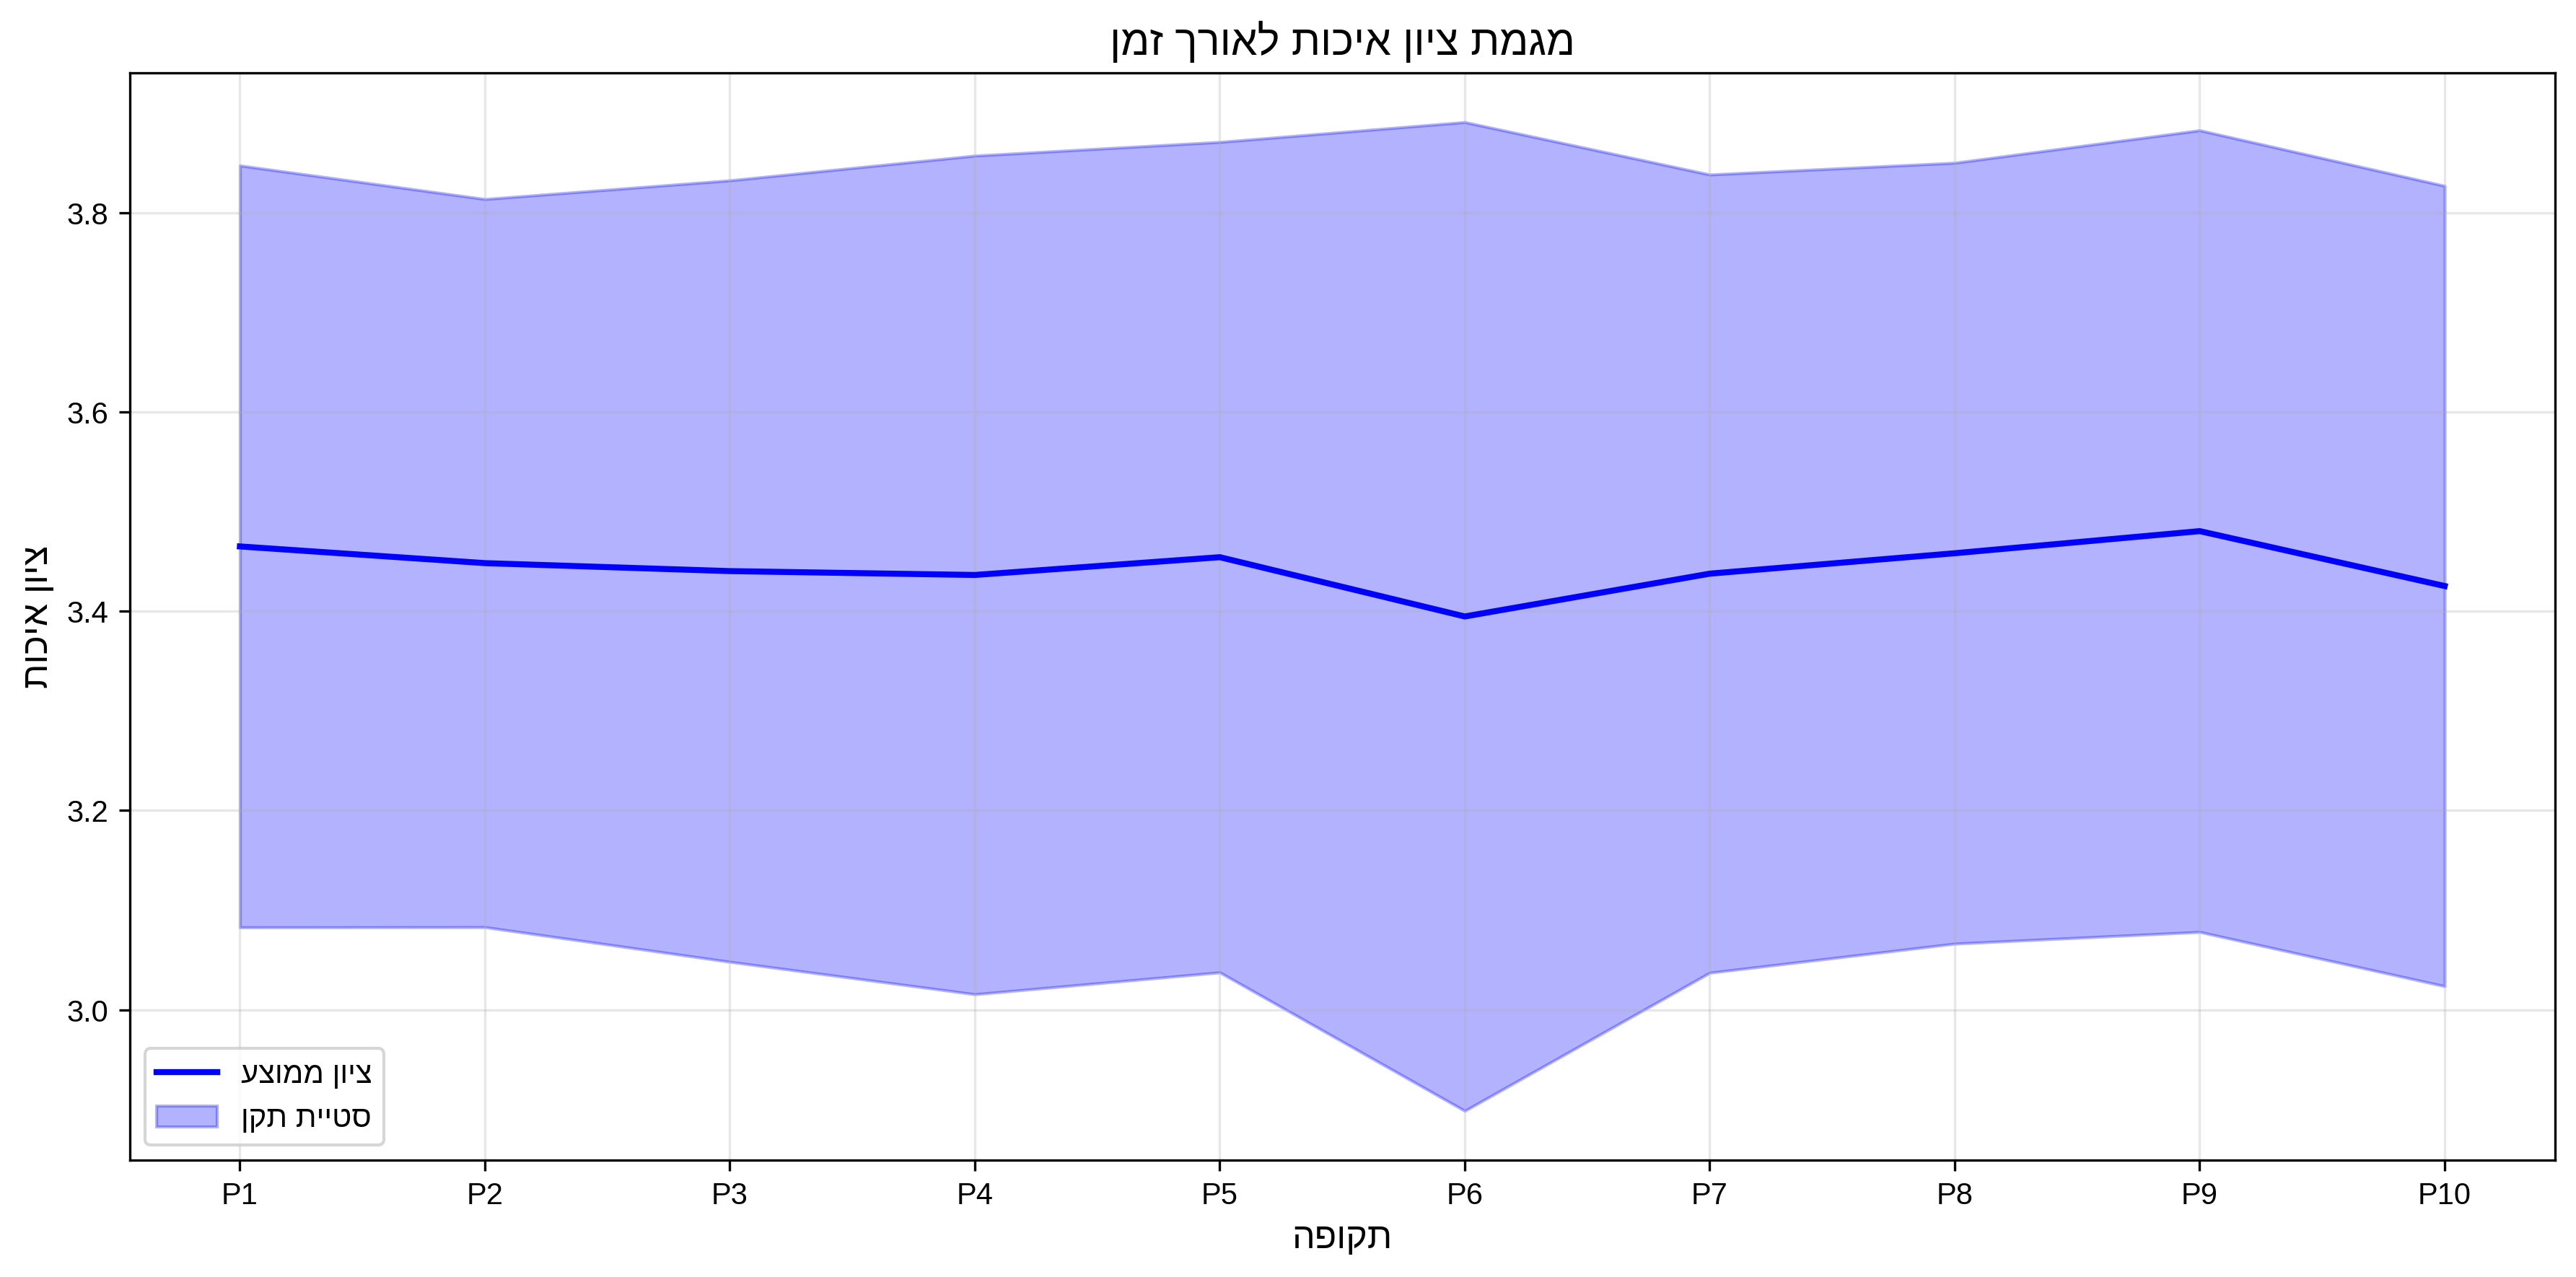 מגמת ציון איכות לאורך זמן
ציון איכות
3.8
3.6
3.4
3.2
3.0
ציון ממוצע
סטיית תקן
P1 P2 P3 P4 P5 P6 P7 P8 P9 P10
תקופה